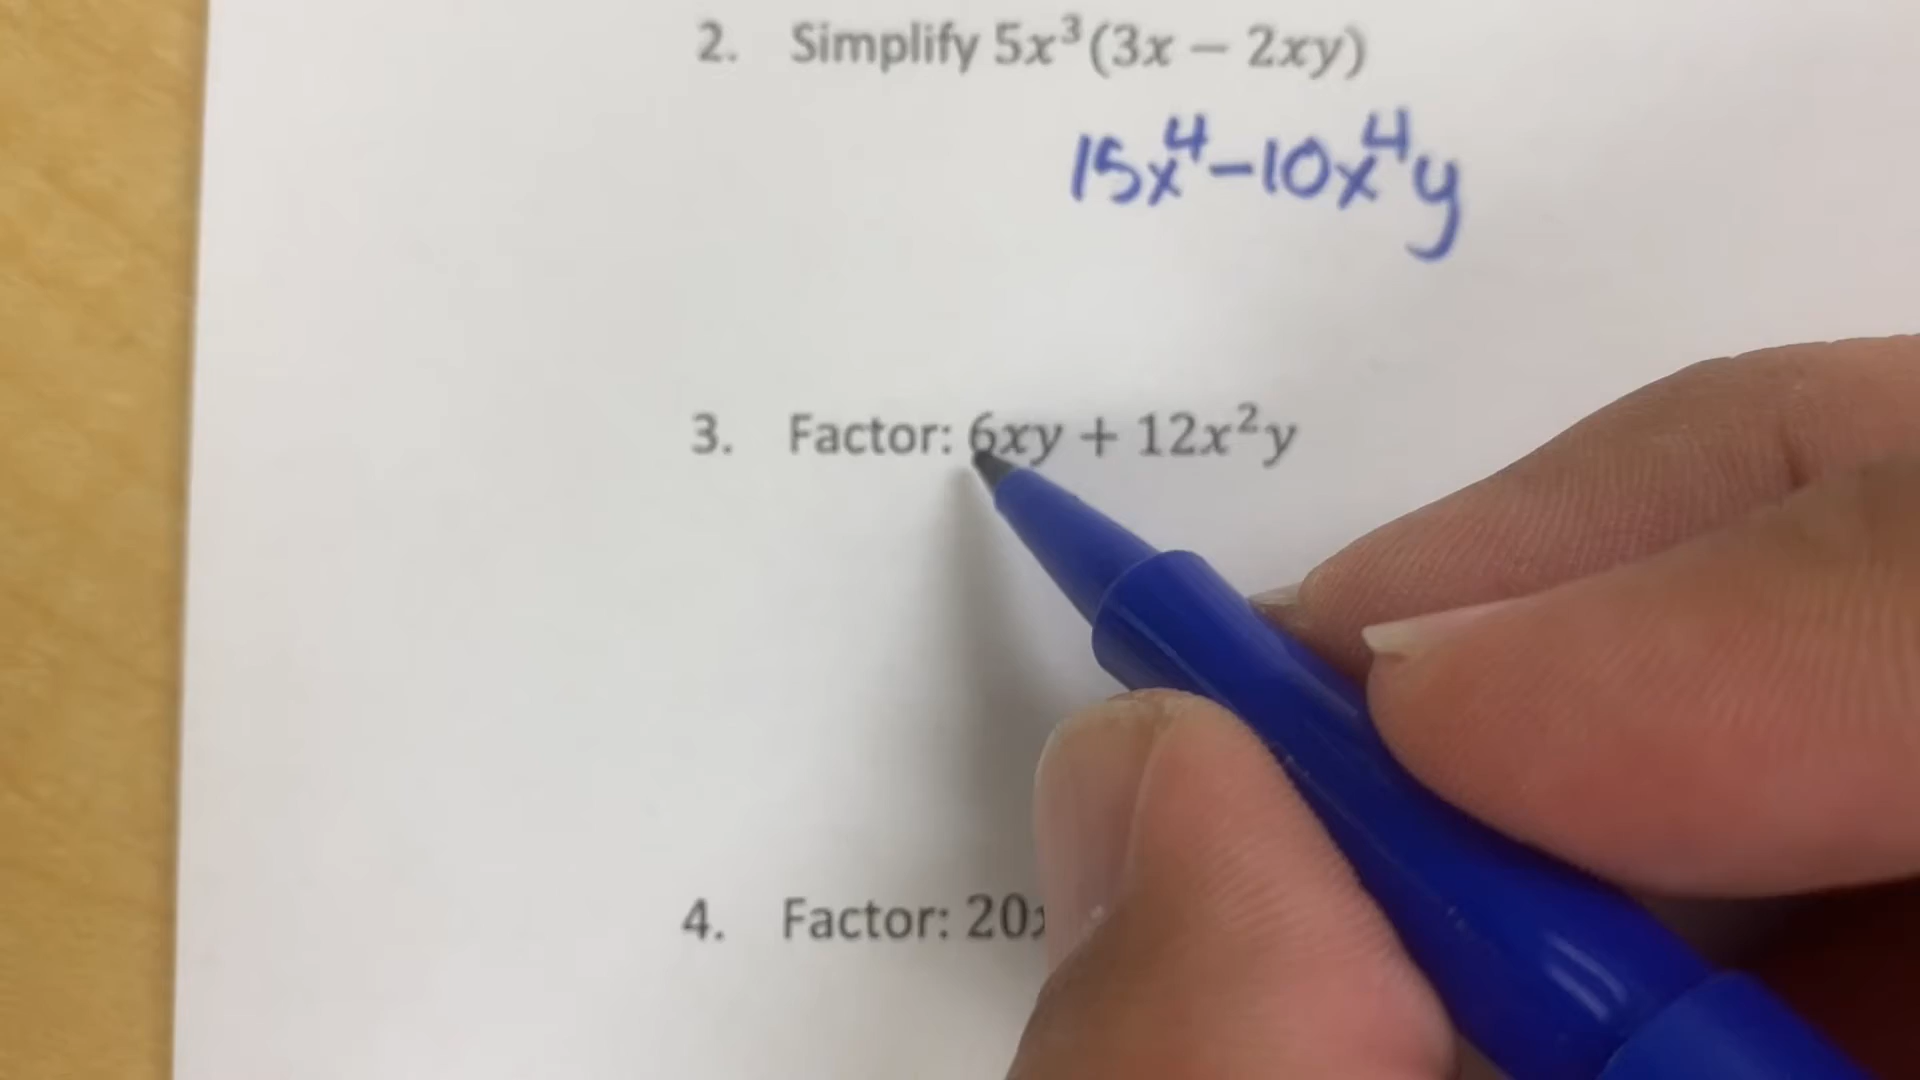 2. Simplify 5x³(3x − 2xy)
15x⁴-10x⁴y
3. Factor: 6xy + 12x²y
4. Factor: 20